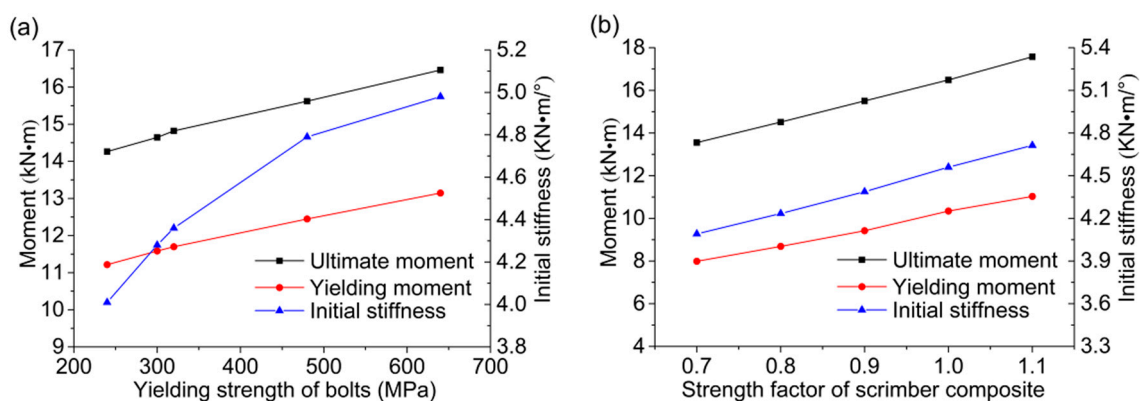 (a)
17
16
15
14
13
12
11
10
9
Moment (kN•m)
5.2
5.0
4.8
4.6
4.4
4.2
4.0
3.8
Initial stiffness (KN•m/°)
Ultimate moment
Yielding moment
Initial stiffness
200 300 400 500 600 700
Yielding strength of bolts (MPa)
(b)
18
16
14
12
10
8
6
4
Moment (kN•m)
5.4
5.1
4.8
4.5
4.2
3.9
3.6
3.3
Initial stiffness (KN•m/°)
Ultimate moment
Yielding moment
Initial stiffness
0.7 0.8 0.9 1.0 1.1
Strength factor of scrimber composite